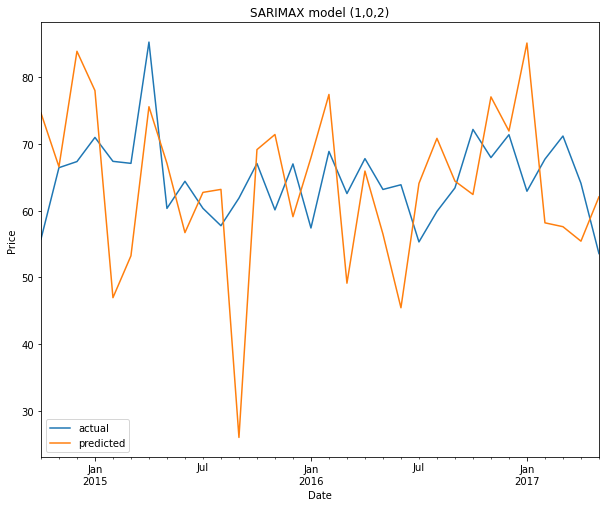 SARIMAX model (1,0,2)
80
70
60
50
40
30
Price
actual
predicted
Jan
2015
Jul
Jan
2016
Jul
Jan
2017
Date